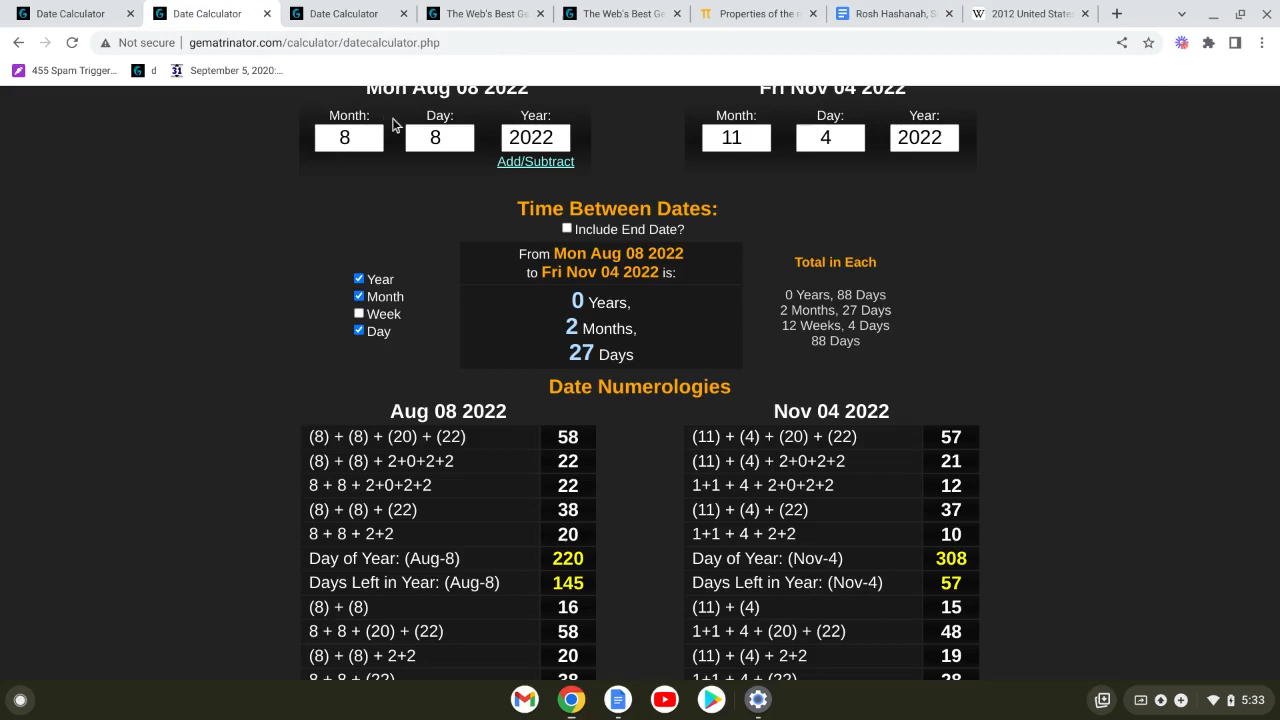 Date Calculator
Date Calculator
Date Calculator
The Web's Best Ge
The Web's Best Ge
Properties of the
Rosh Hashanah, S
2012 United State
Not secure | gematrinator.com/calculator/datecalculator.php
455 Spam Trigger...
d
31 September 5, 2020:...
Mon Aug 08 2022
Fri Nov 04 2022
Month: Day: Year:
8 8 2022
Add/Subtract
Month: Day: Year:
11 4 2022
Time Between Dates:
Include End Date?
Year
Month
Week
Day
From Mon Aug 08 2022
to Fri Nov 04 2022 is:
0 Years,
2 Months,
27 Days
Total in Each
0 Years, 88 Days
2 Months, 27 Days
12 Weeks, 4 Days
88 Days
Date Numerologies
Aug 08 2022
(8) + (8) + (20) + (22) 58
(8) + (8) + 2+0+2+2 22
8 + 8 + 2+0+2+2 22
(8) + (8) + (22) 38
8 + 8 + 2+2 20
Day of Year: (Aug-8) 220
Days Left in Year: (Aug-8) 145
(8) + (8) 16
8 + 8 + (20) + (22) 58
(8) + (8) + 2+2 20
8 + 8 + (22) 38
Nov 04 2022
(11) + (4) + (20) + (22) 57
(11) + (4) + 2+0+2+2 21
1+1 + 4 + 2+0+2+2 12
(11) + (4) + (22) 37
1+1 + 4 + 2+2 10
Day of Year: (Nov-4) 308
Days Left in Year: (Nov-4) 57
(11) + (4) 15
1+1 + 4 + (20) + (22) 48
(11) + (4) + 2+2 19
1+1 + 4 + (22) 28
5:33